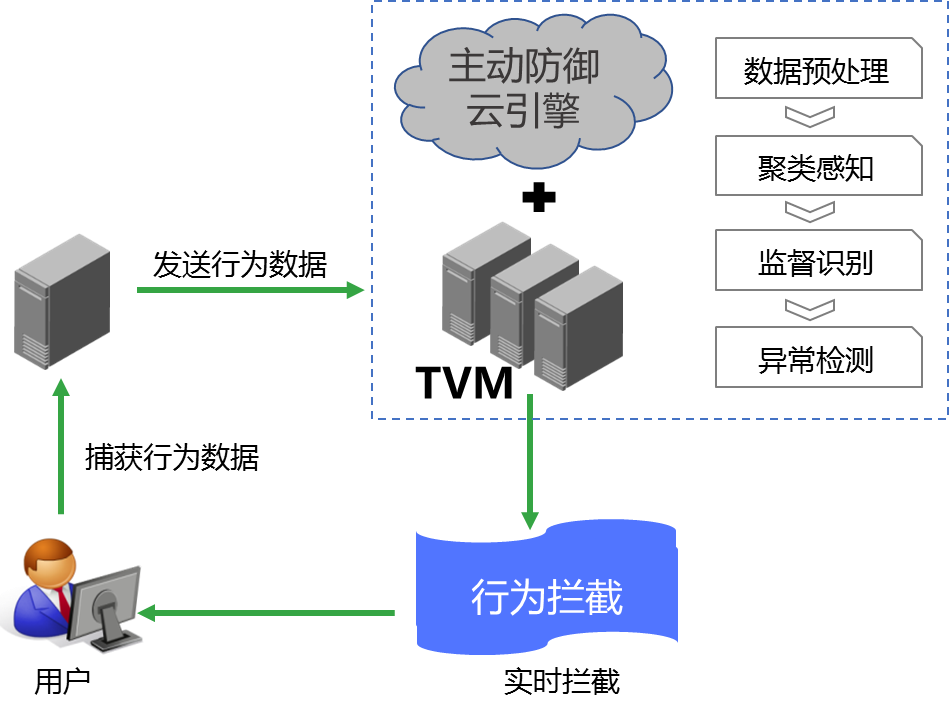 主动防御
云引擎
数据预处理
聚类感知
监督识别
异常检测
发送行为数据
TVM
捕获行为数据
行为拦截
用户
实时拦截